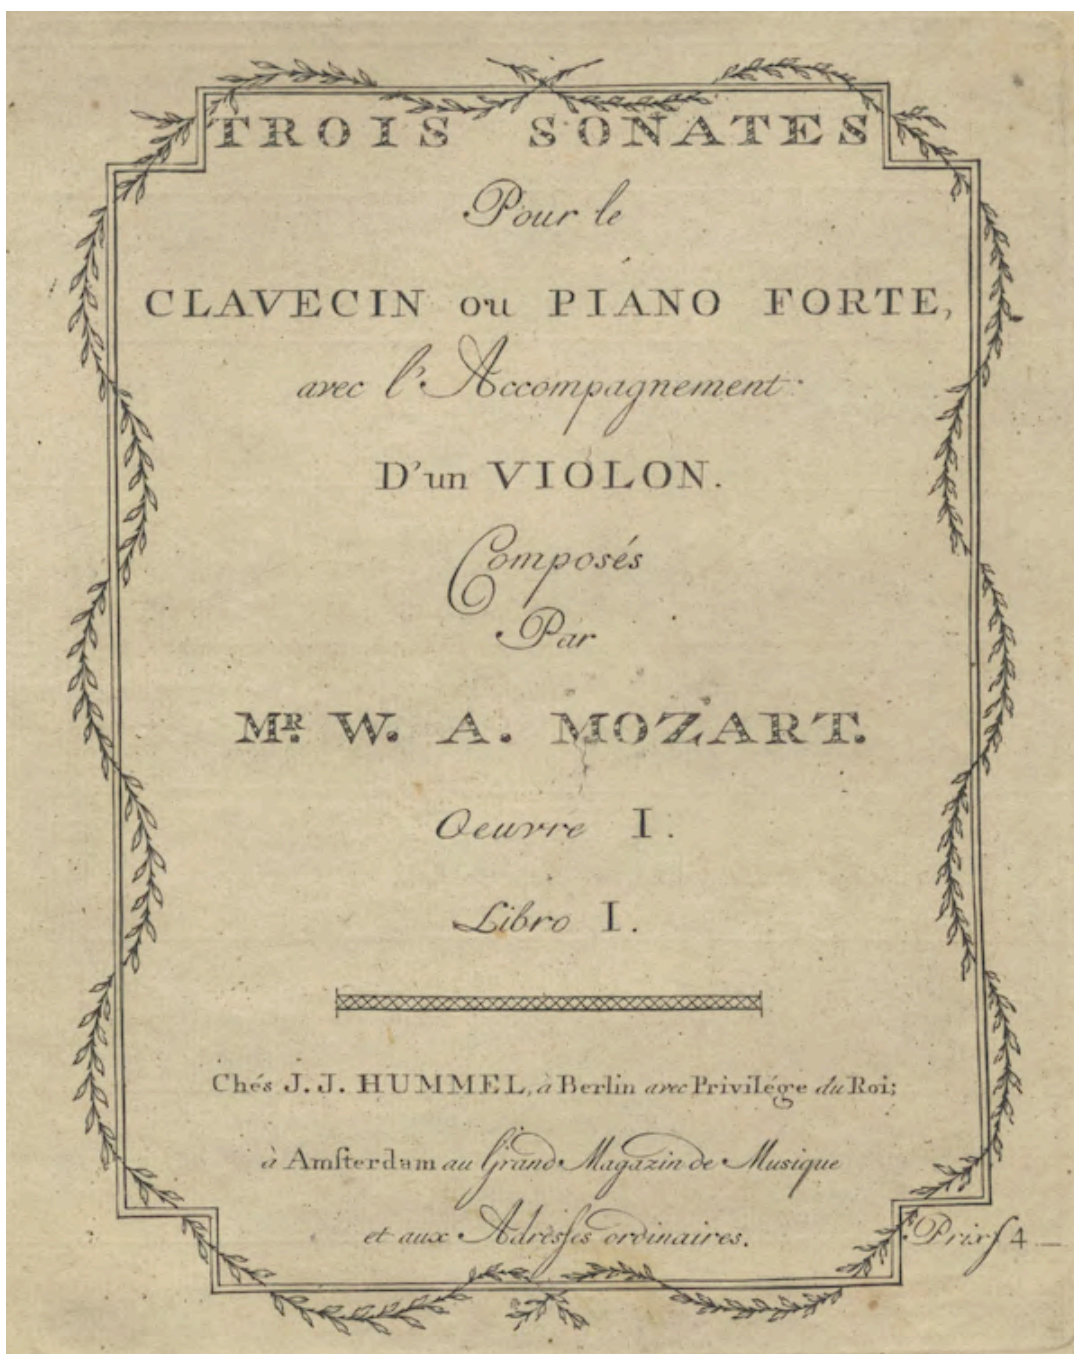 TROIS SONATES
Pour le
CLAVECIN ou PIANO FORTE,
avec l'Accompagnement
D'un VIOLON.
Composés
Par
MR. W. A. MOZART.
Oeuvre I.
Libro I.
Chés J. J. HUMMEL, à Berlin avec Privilége du Roi;
à Amſterdam au Grand Magazin de Musique
et aux Adreſses ordinaires.
Prix f 4 _